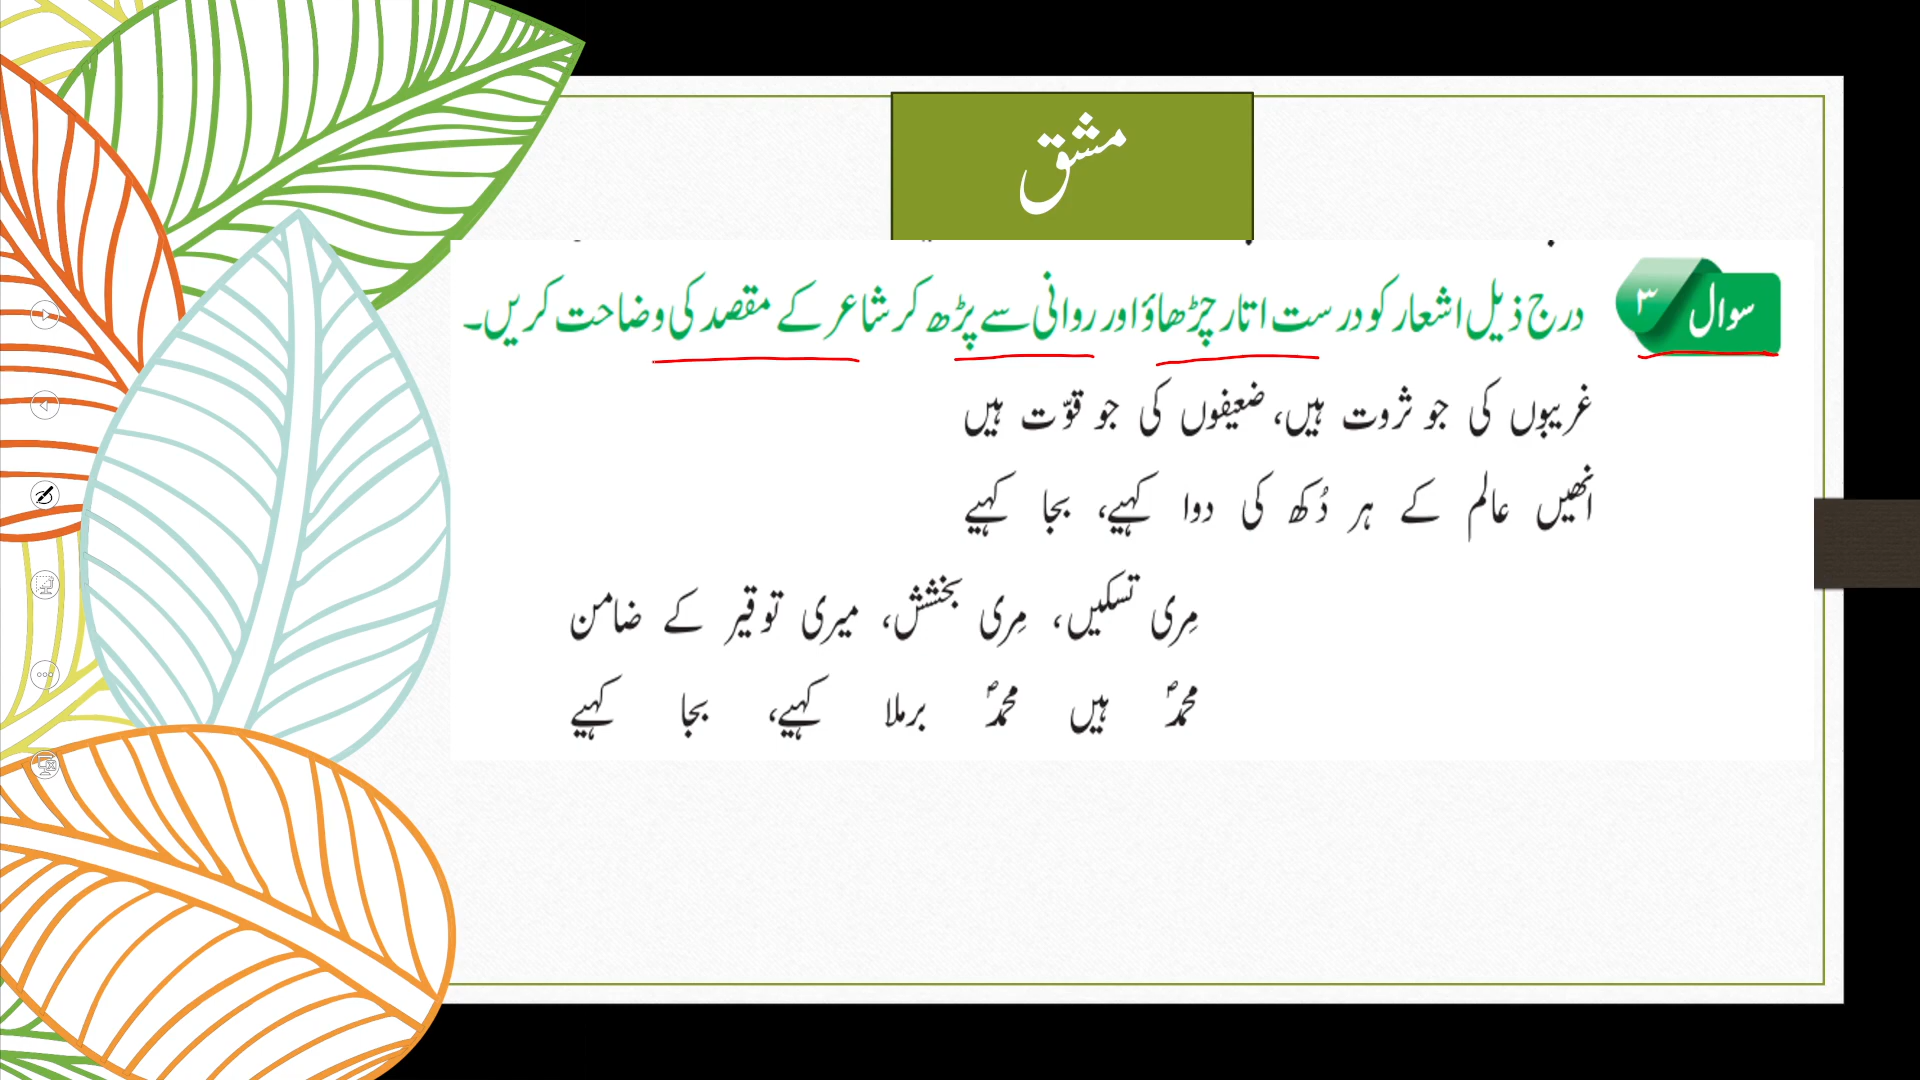 مشق
سوال ۳ درج ذیل اشعار کو درست اتار چڑھاؤ اور روانی سے پڑھ کر شاعر کے مقصد کی وضاحت کریں۔
غریبوں کی جو ثروت ہیں، ضعیفوں کی جو قوّت ہیں
انھیں عالم کے ہر دُکھ کی دوا کہیے، بجا کہیے
مِری تسکیں، مِری بخشش، میری توقیر کے ضامن
محمدؐ ہیں محمدؐ برملا کہیے، بجا کہیے